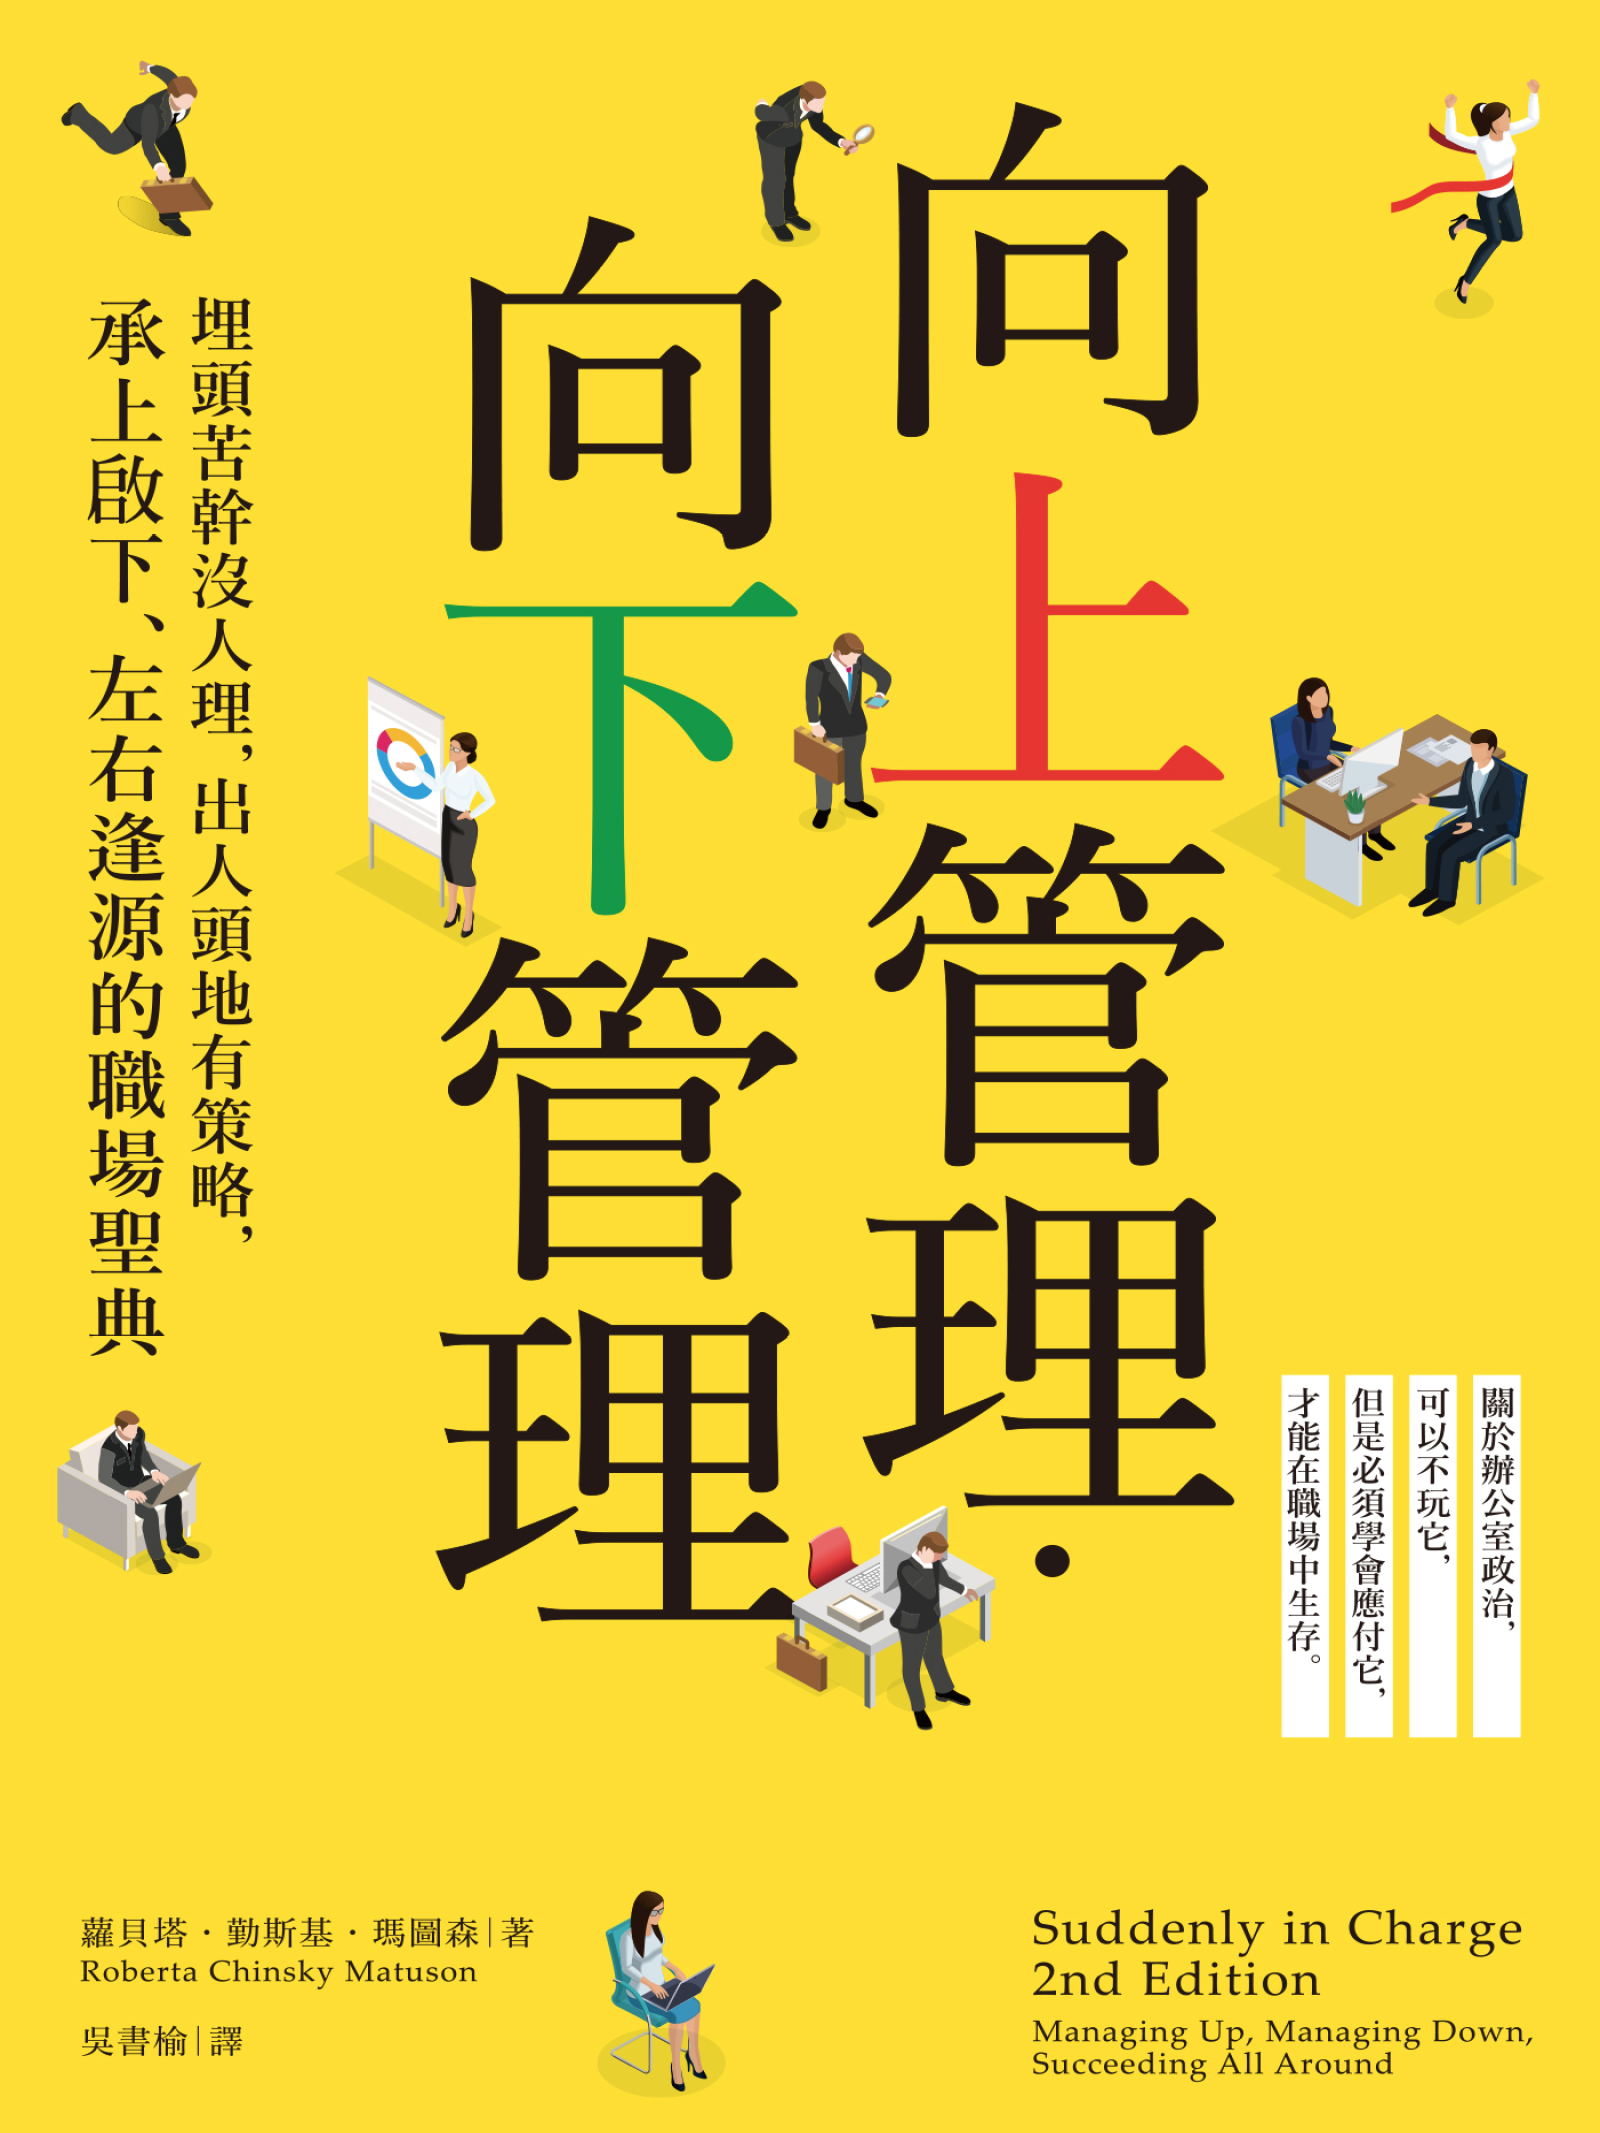 向上管理·
向下管理
埋頭苦幹沒人理,出人頭地有策略,
承上啟下、左右逢源的職場聖典
關於辦公室政治,
可以不玩它,
但是必須學會應付它,
才能在職場中生存。
蘿貝塔·勤斯基·瑪圖森|著
Roberta Chinsky Matuson
吳書榆|譯
Suddenly in Charge
2nd Edition
Managing Up, Managing Down,
Succeeding All Around